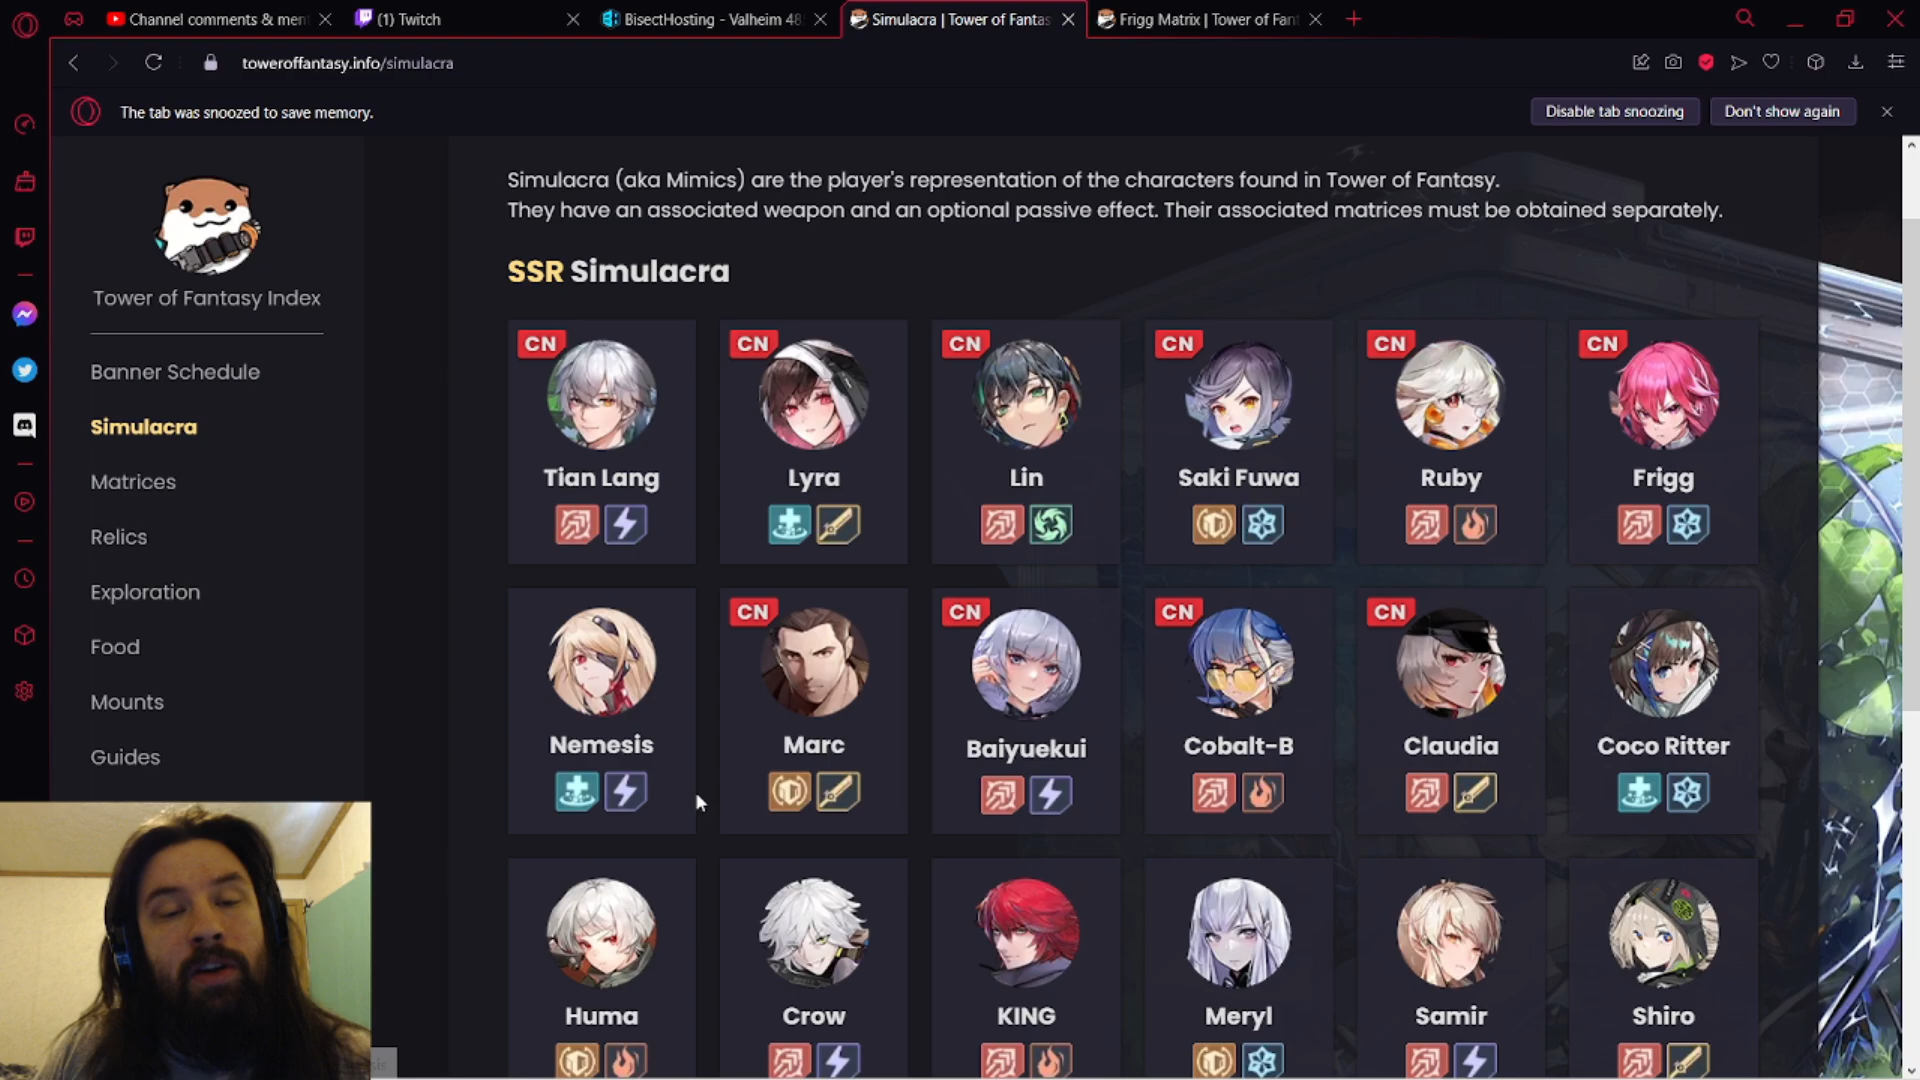 Channel comments & men
(1) Twitch
BisectHosting - Valheim 48
Simulacra | Tower of Fantas
Frigg Matrix | Tower of Fant
toweroffantasy.info/simulacra
The tab was snoozed to save memory.
Disable tab snoozing
Don't show again
Tower of Fantasy Index
Banner Schedule
Simulacra
Matrices
Relics
Exploration
Food
Mounts
Guides
Simulacra (aka Mimics) are the player's representation of the characters found in Tower of Fantasy.
They have an associated weapon and an optional passive effect. Their associated matrices must be obtained separately.
SSR Simulacra
CN CN CN CN CN CN
Tian Lang Lyra Lin Saki Fuwa Ruby Frigg
CN CN CN CN
Nemesis Marc Baiyuekui Cobalt-B Claudia Coco Ritter
Huma Crow KING Meryl Samir Shiro